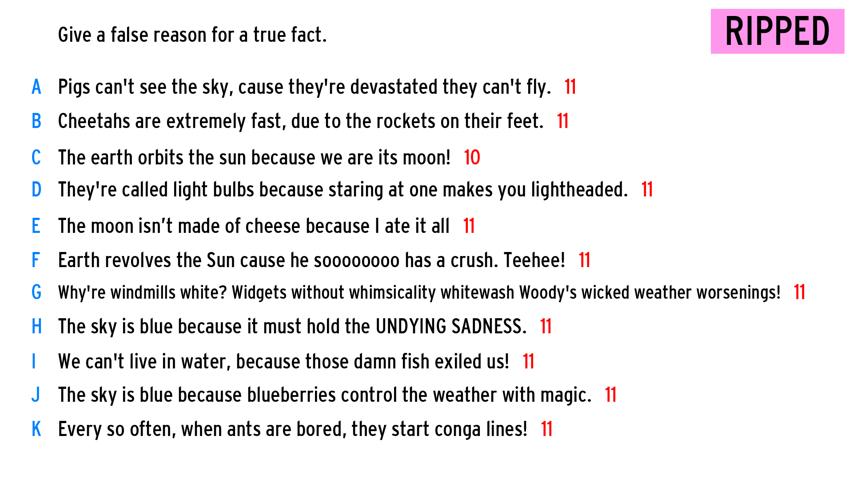 Give a false reason for a true fact.
RIPPED
A Pigs can't see the sky, cause they're devastated they can't fly. 11
B Cheetahs are extremely fast, due to the rockets on their feet. 11
C The earth orbits the sun because we are its moon! 10
D They're called light bulbs because staring at one makes you lightheaded. 11
E The moon isn’t made of cheese because I ate it all 11
F Earth revolves the Sun cause he soooooooo has a crush. Teehee! 11
G Why're windmills white? Widgets without whimsicality whitewash Woody's wicked weather worsenings! 11
H The sky is blue because it must hold the UNDYING SADNESS. 11
I We can't live in water, because those damn fish exiled us! 11
J The sky is blue because blueberries control the weather with magic. 11
K Every so often, when ants are bored, they start conga lines! 11